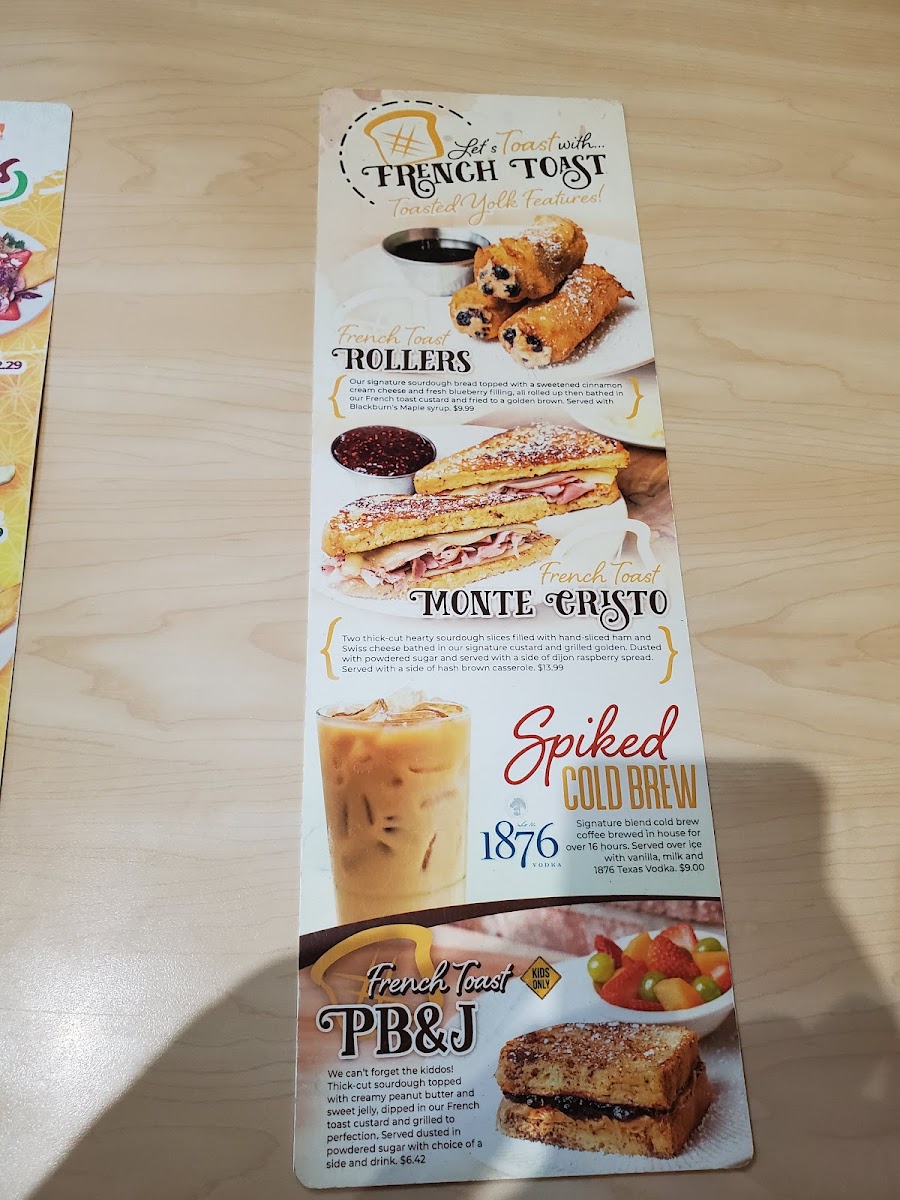 2.29
9
Let's Toast with...
FRENCH TOAST
Toasted Yolk Features!
French Toast
ROLLERS
Our signature sourdough bread topped with a sweetened cinnamon
cream cheese and fresh blueberry filling, all rolled up then bathed in
our French toast custard and fried to a golden brown. Served with
Blackburn's Maple syrup. $9.99
French Toast
MONTE CRISTO
Two thick-cut hearty sourdough slices filled with hand-sliced ham and
Swiss cheese bathed in our signature custard and grilled golden. Dusted
with powdered sugar and served with a side of dijon raspberry spread.
Served with a side of hash brown casserole. $13.99
Spiked
COLD BREW
1876
VODKA
Signature blend cold brew
coffee brewed in house for
over 16 hours. Served over ice
with vanilla, milk and
1876 Texas Vodka. $9.00
French Toast
PB&J
KIDS
ONLY
We can't forget the kiddos!
Thick-cut sourdough topped
with creamy peanut butter and
sweet jelly, dipped in our French
toast custard and grilled to
perfection. Served dusted in
powdered sugar with choice of a
side and drink. $6.42